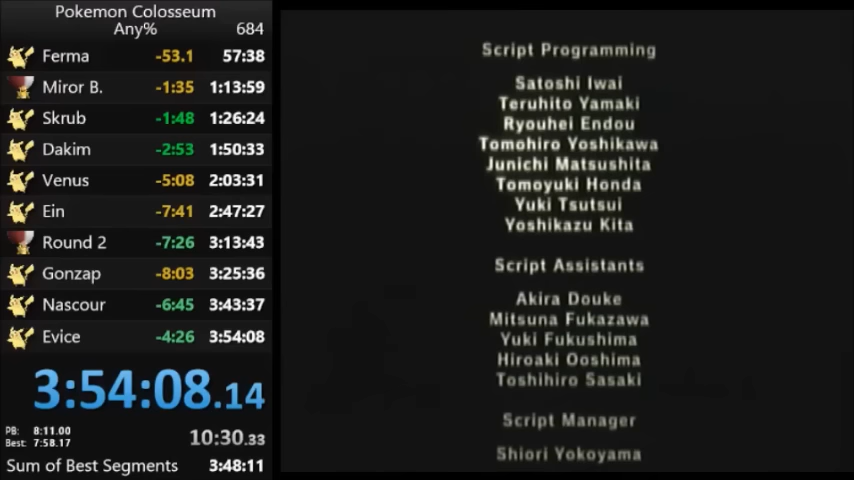 Pokemon Colosseum
Any% 684
Ferma -53.1 57:38
Miror B. -1:35 1:13:59
Skrub -1:48 1:26:24
Dakim -2:53 1:50:33
Venus -5:08 2:03:31
Ein -7:41 2:47:27
Round 2 -7:26 3:13:43
Gonzap -8:03 3:25:36
Nascour -6:45 3:43:37
Evice -4:26 3:54:08
3:54:08.14
PB: 8:11.00
Best: 7:58.17
10:30.33
Sum of Best Segments 3:48:11
Script Programming
Satoshi Iwai
Teruhito Yamaki
Ryouhei Endou
Tomohiro Yoshikawa
Junichi Matsushita
Tomoyuki Honda
Yuki Tsutsui
Yoshikazu Kita
Script Assistants
Akira Douke
Mitsuna Fukazawa
Yuki Fukushima
Hiroaki Ooshima
Toshihiro Sasaki
Script Manager
Shiori Yokoyama